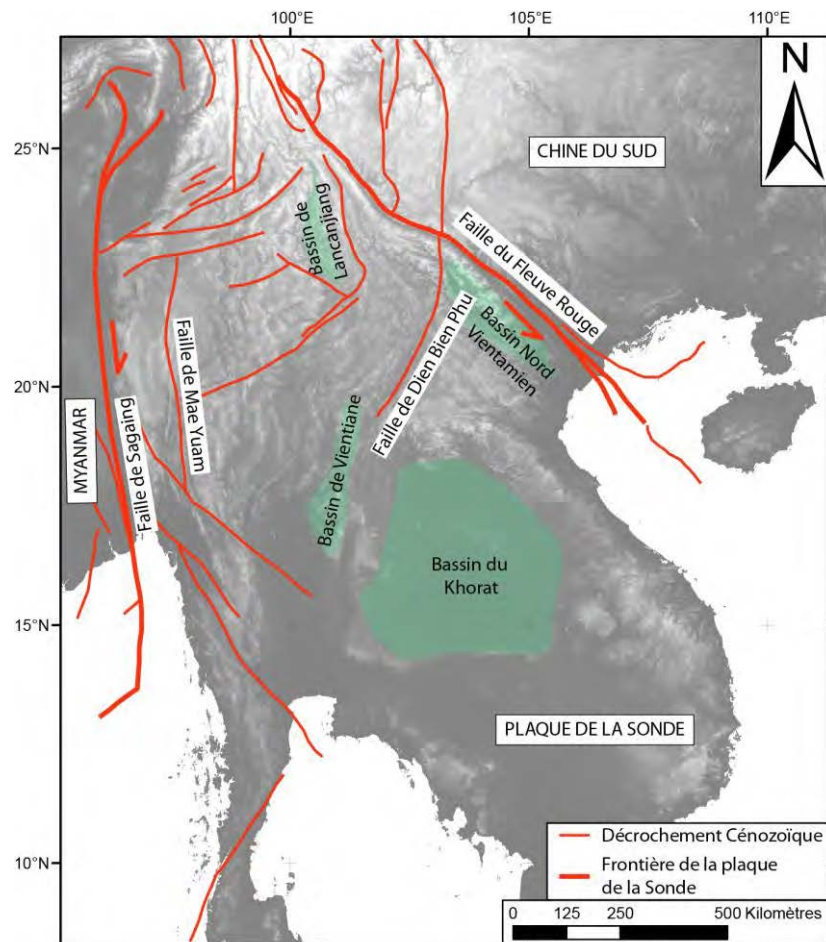 100°E
105°E
110°E
N
25°N
20°N
15°N
10°N
CHINE DU SUD
Bassin de
Lancanjiang
Faille du Fleuve Rouge
Bassin Nord
Vientamien
Faille de Dien Bien Phu
Faille de Mae Yuam
MYANMAR
Faille de Sagaing
Bassin de Vientiane
Bassin du
Khorat
PLAQUE DE LA SONDE
Décrochement Cénozoïque
Frontière de la plaque
de la Sonde
0 125 250 500 Kilomètres